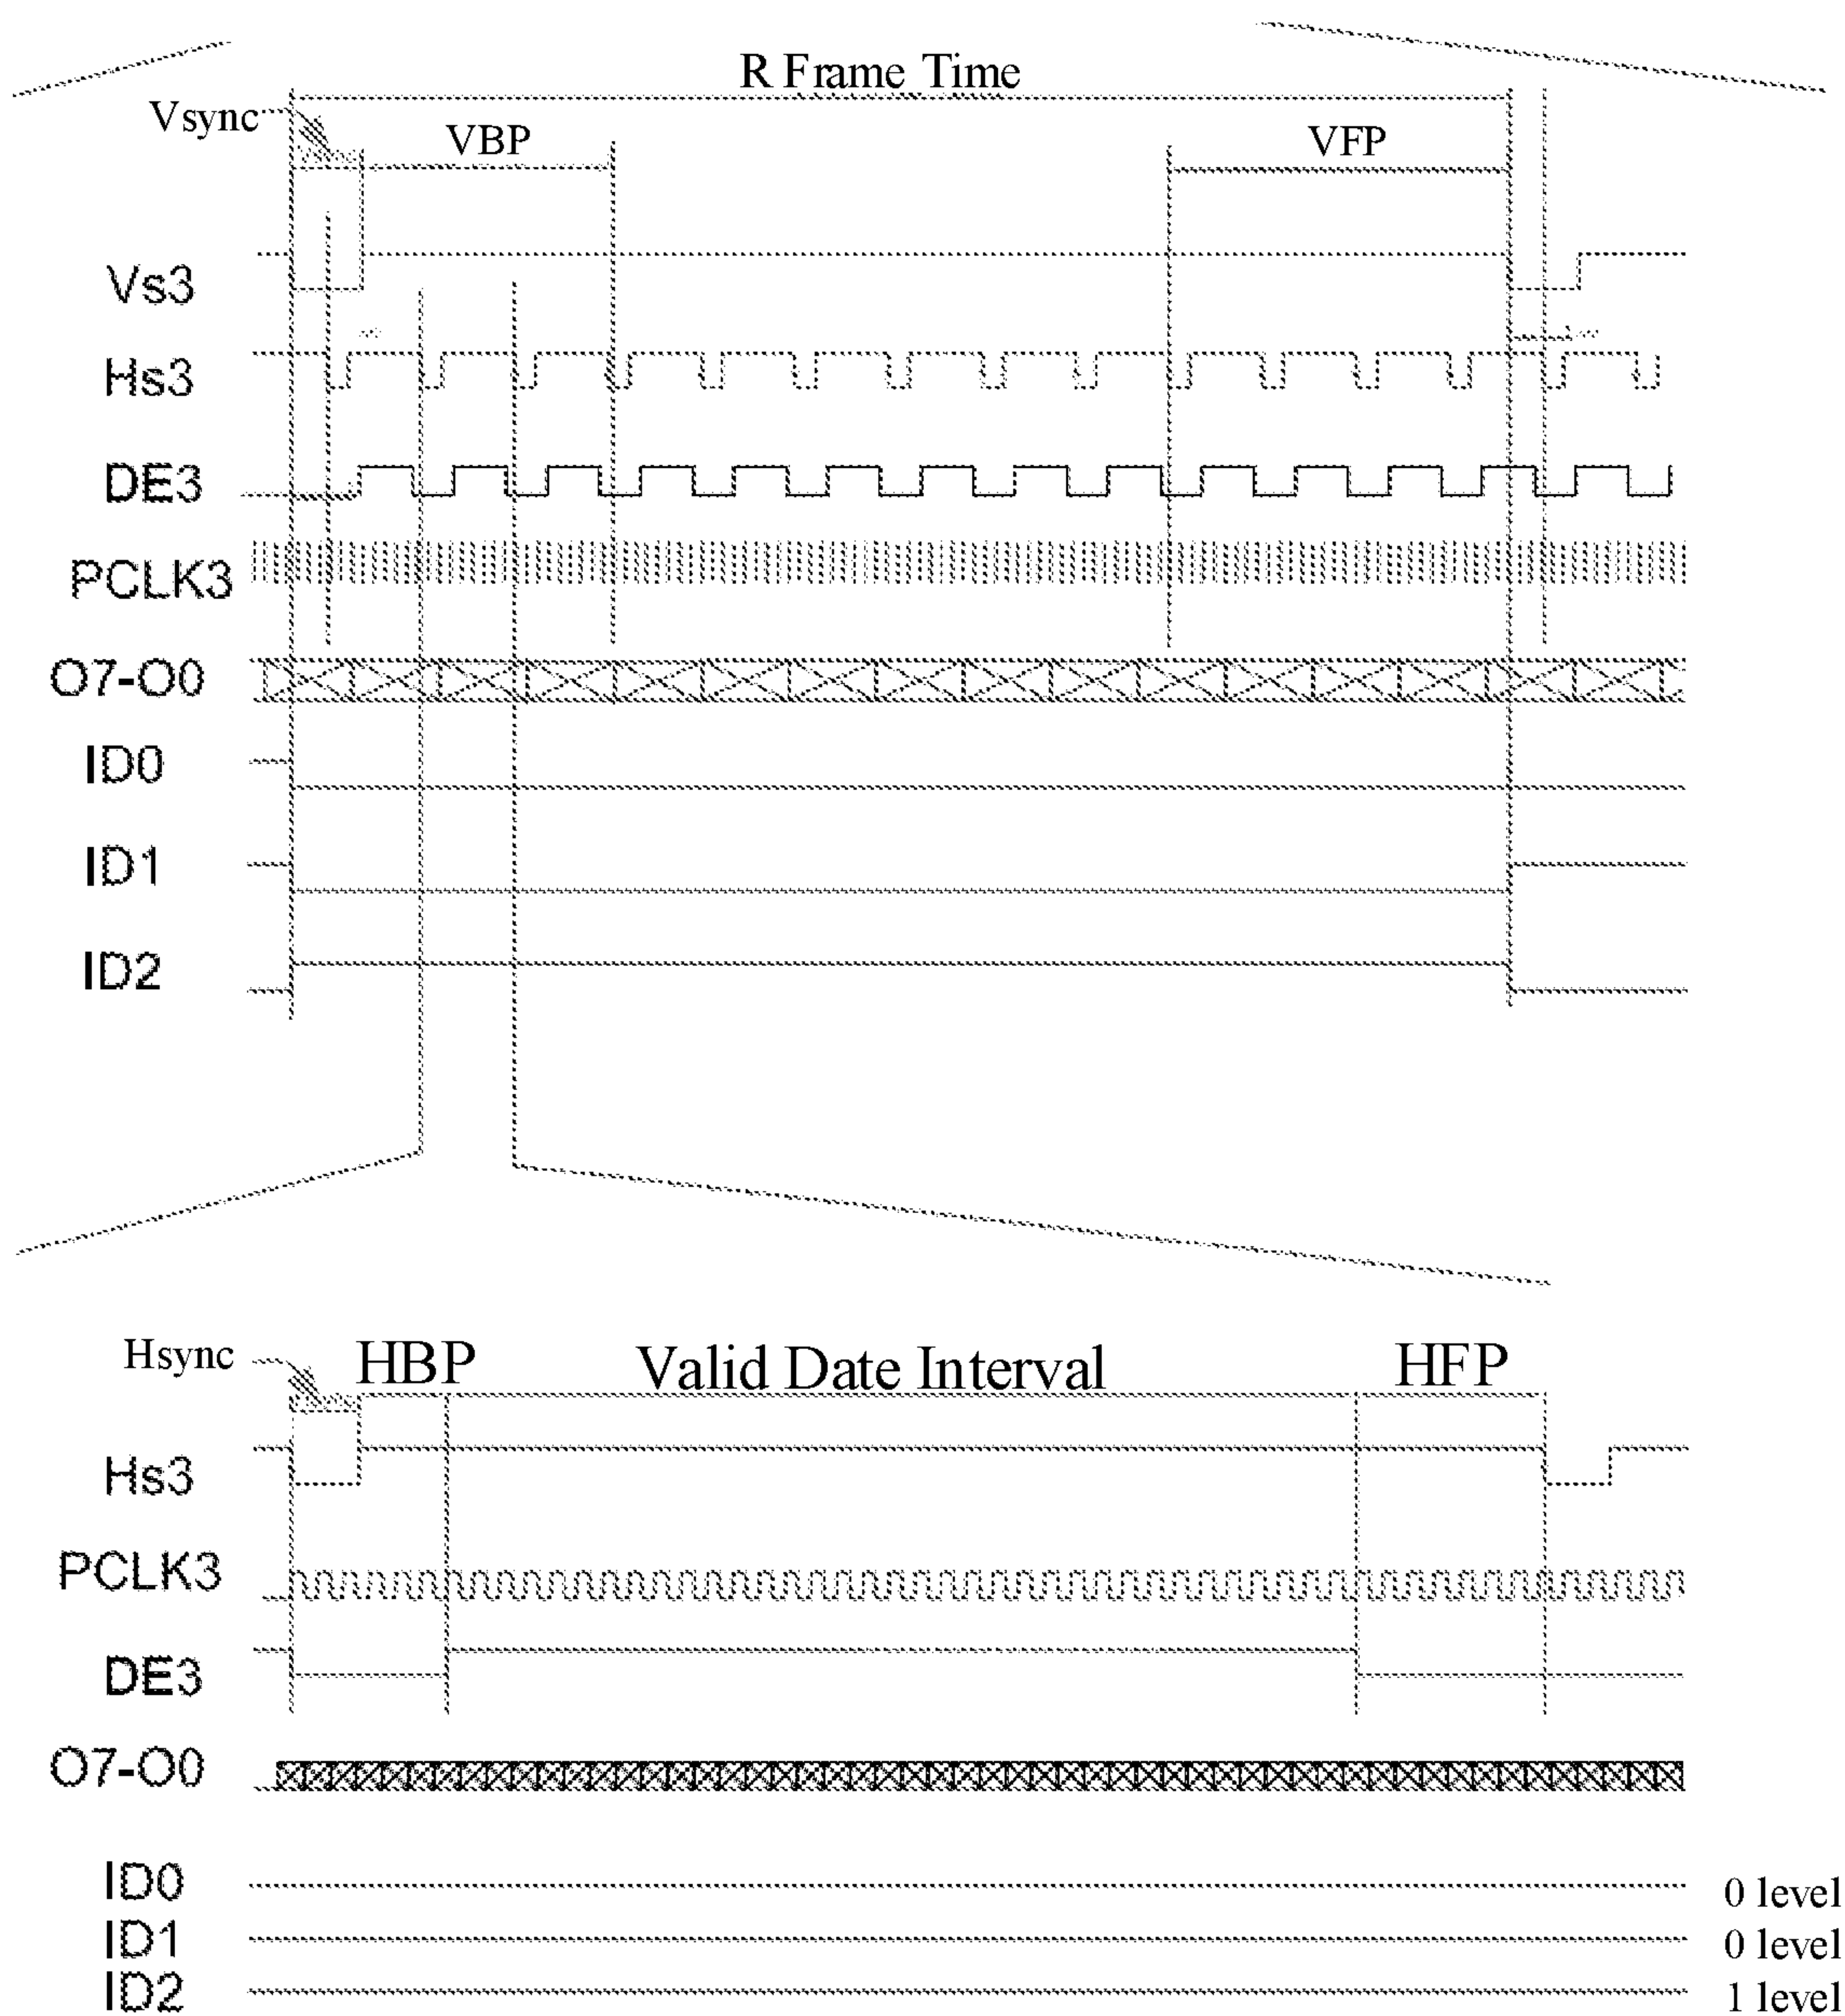 R Frame Time
Vsync
VBP
VFP
Vs3
Hs3
DE3
PCLK3
O7-O0
ID0
ID1
ID2
Hsync
HBP
Valid Date Interval
HFP
Hs3
PCLK3
DE3
O7-O0
ID0
0 level
ID1
0 level
ID2
1 level